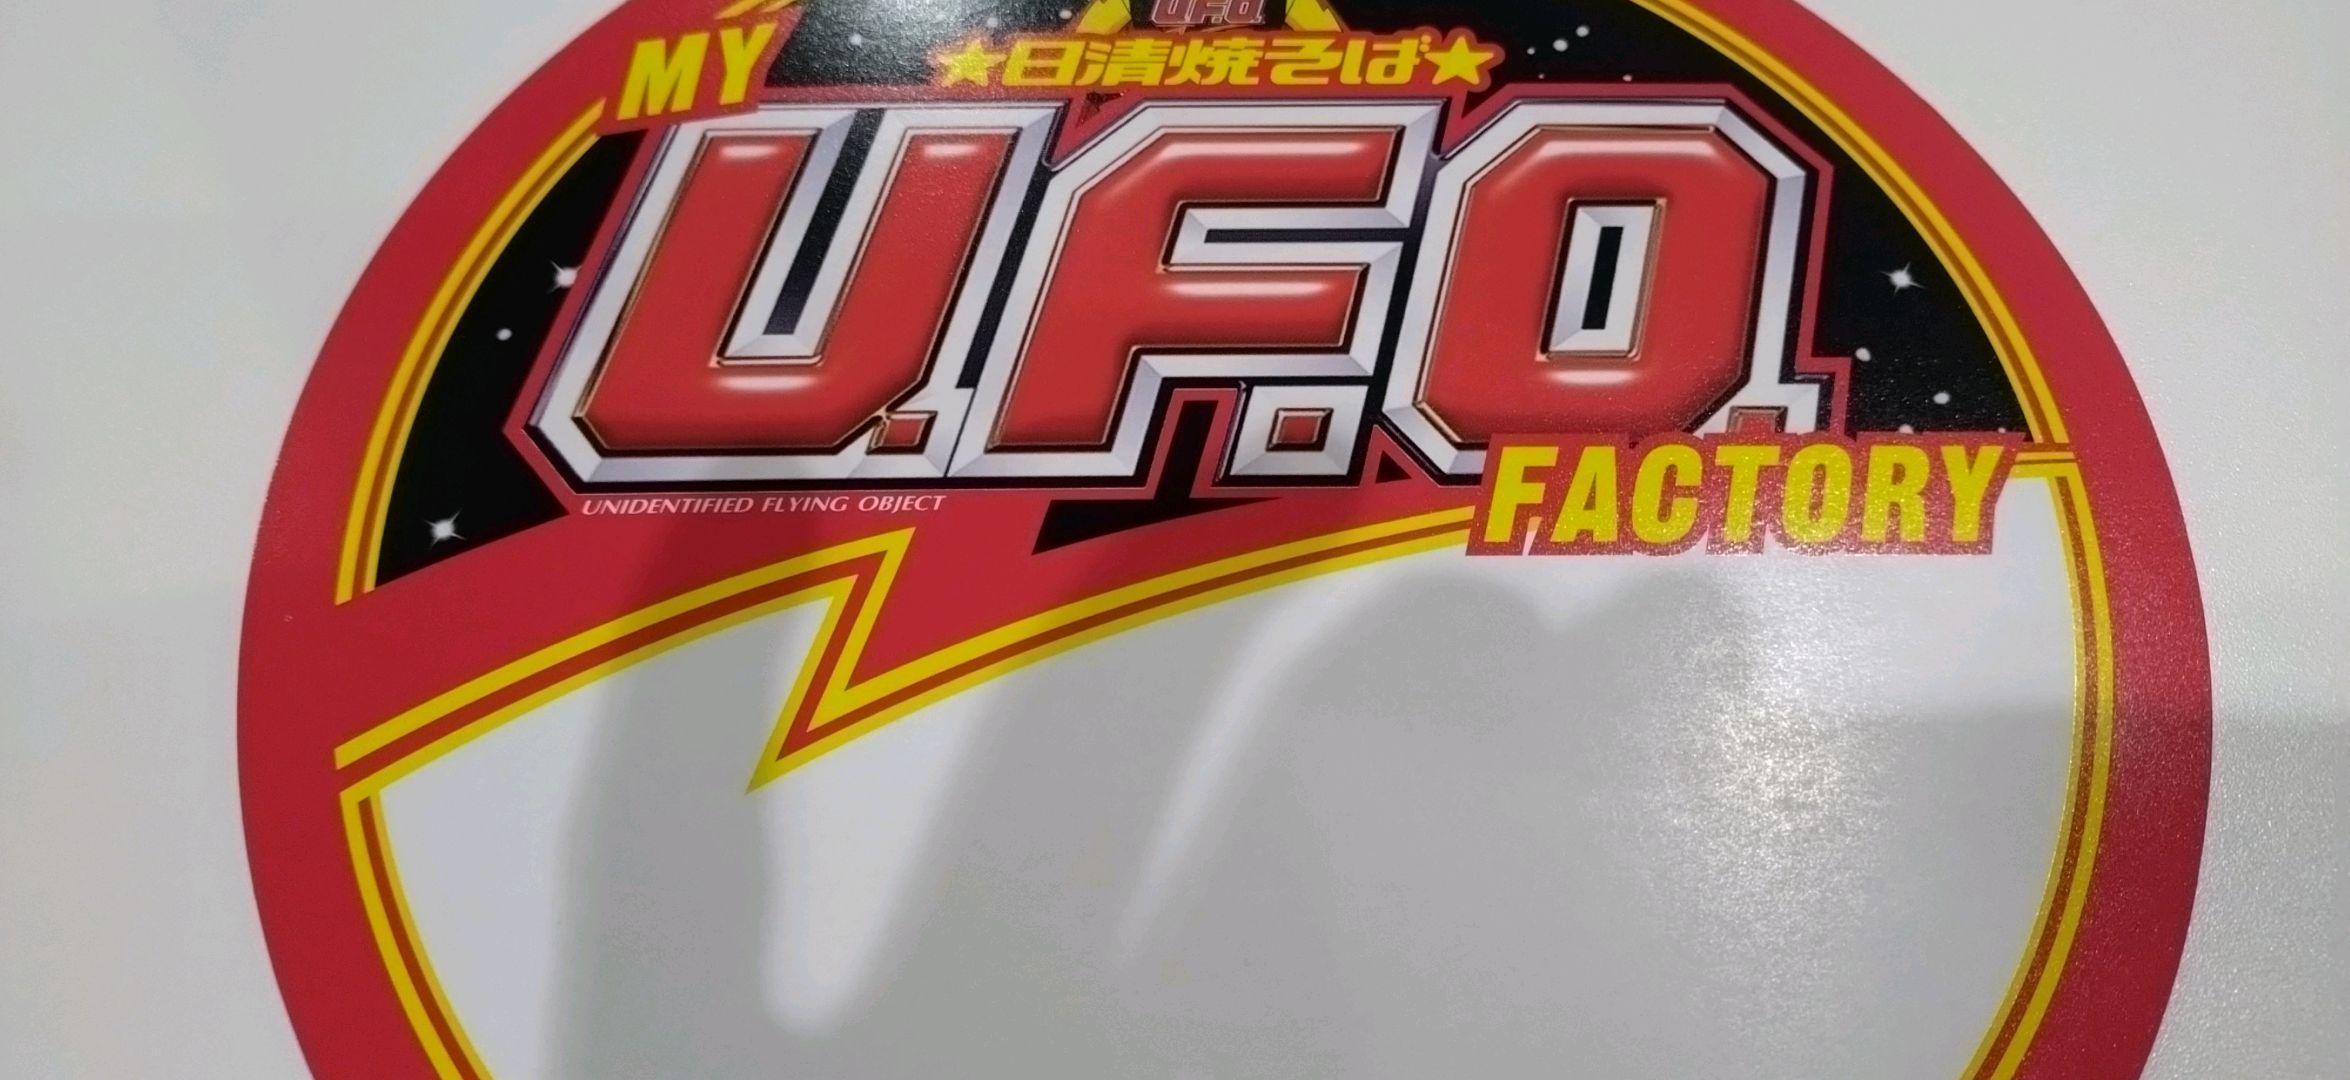 U.F.O.
★日清焼そば★
MY
U.F.O.
FACTORY
UNIDENTIFIED FLYING OBJECT